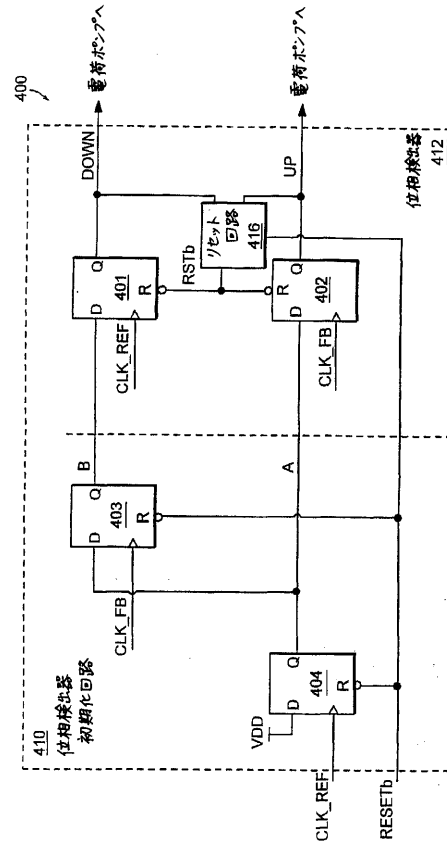 400
電荷ポンプへ
電荷ポンプへ
DOWN
UP
410
位相検出器
初期化回路
位相検出器
412
B
A
D
Q
403
R
CLK_FB
D
Q
401
R
CLK_REF
RSTb
リセット
回路
416
D
Q
R
402
CLK_FB
VDD
D
Q
404
R
CLK_REF
RESETb